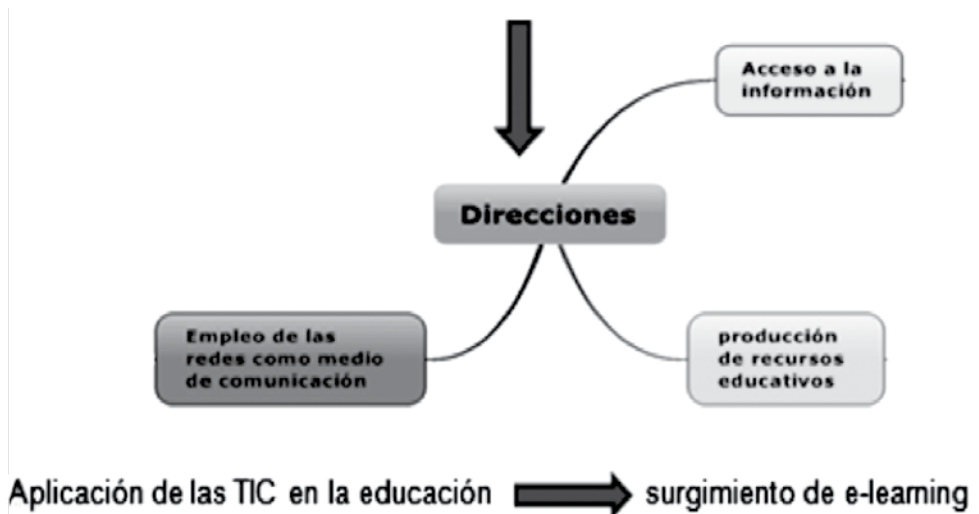 Acceso a la
información
Direcciones
Empleo de las
redes como medio
de comunicación
producción
de recursos
educativos
Aplicación de las TIC en la educación surgimiento de e-learning